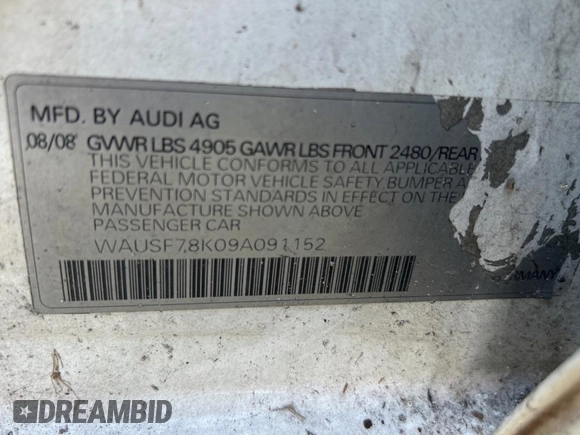 MFD. BY AUDI AG
08/08 GVWR LBS 4905 GAWR LBS FRONT 2480/REAR
THIS VEHICLE CONFORMS TO ALL APPLICABLE
FEDERAL MOTOR VEHICLE SAFETY BUMPER
PREVENTION STANDARDS IN EFFECT ON THE
MANUFACTURE SHOWN ABOVE
PASSENGER CAR
WAUSF78K09A091152
DREAMBID